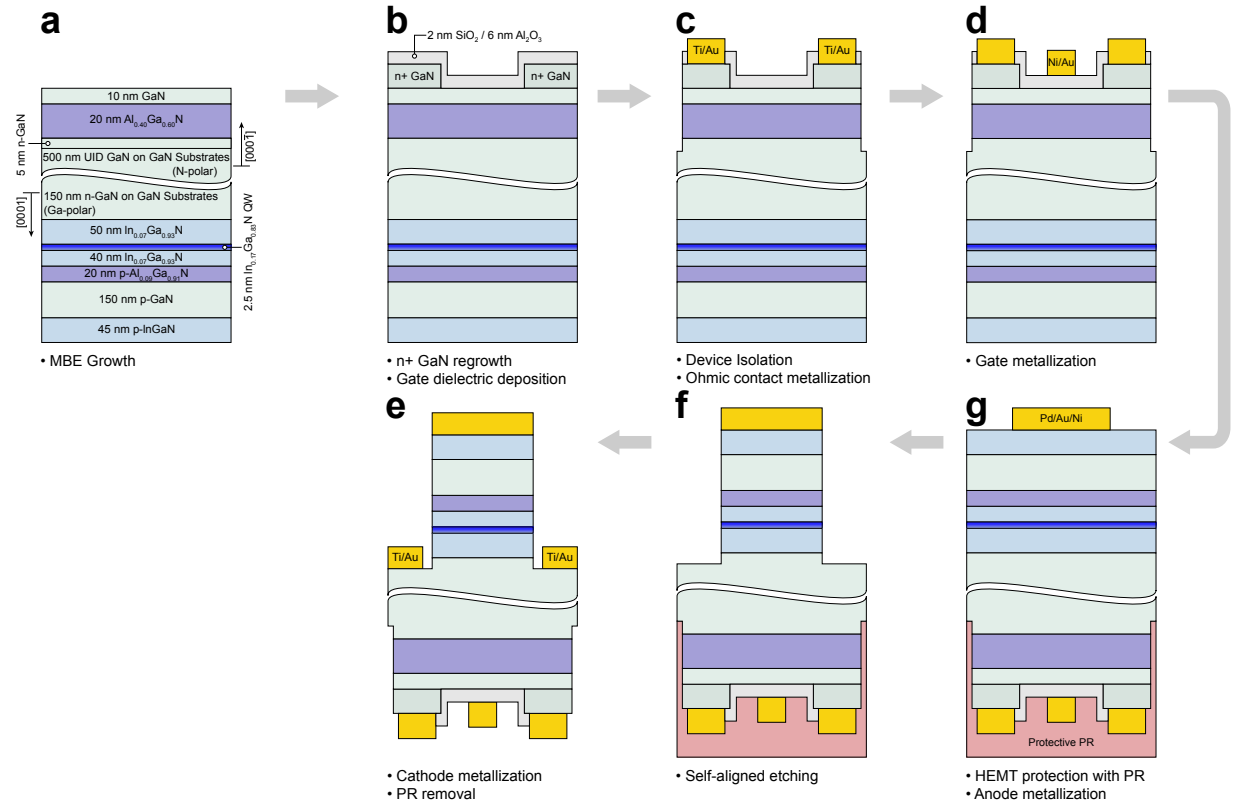 a
10 nm GaN
20 nm Al₀.₄₀Ga₀.₆₀N
5 nm n-GaN
[0001̄]
500 nm UID GaN on GaN Substrates
(N-polar)
[0001]
150 nm n-GaN on GaN Substrates
(Ga-polar)
50 nm In₀.₀₇Ga₀.₉₃N
2.5 nm In₀.₁₇Ga₀.₈₃N QW
40 nm In₀.₀₇Ga₀.₉₃N
20 nm p-Al₀.₀₉Ga₀.₉₁N
150 nm p-GaN
45 nm p-InGaN
• MBE Growth
b
2 nm SiO₂ / 6 nm Al₂O₃
n+ GaN
n+ GaN
• n+ GaN regrowth
• Gate dielectric deposition
c
Ti/Au
Ti/Au
• Device Isolation
• Ohmic contact metallization
d
Ni/Au
• Gate metallization
e
Ti/Au
Ti/Au
• Cathode metallization
• PR removal
f
• Self-aligned etching
g
Pd/Au/Ni
Protective PR
• HEMT protection with PR
• Anode metallization